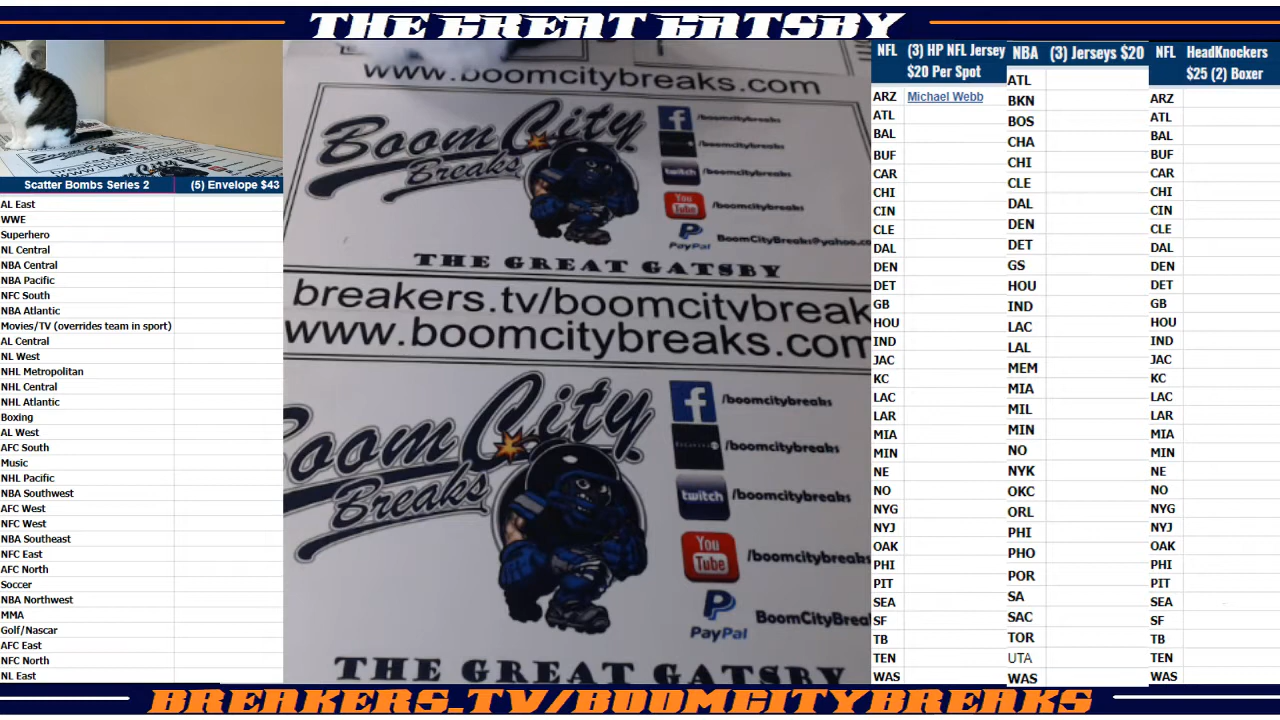 THE GREAT GATSBY
www.boomcitybreaks.com
Boom City
Breaks
/boomcitybreaks
/boomcitybreaks
twitch /boomcitybreaks
You
Tube /boomcitybreaks
PayPal BoomCityBreaks@yahoo.co
THE GREAT GATSBY
breakers.tv/boomcitybreak
www.boomcitybreaks.com
Boom City
Breaks
/boomcitybreaks
/boomcitybreaks
twitch /boomcitybreaks
You
Tube /boomcitybreaks
PayPal BoomCityBrea
THE GREAT GATSBY
Scatter Bombs Series 2 (5) Envelope $43
AL East
WWE
Superhero
NL Central
NBA Central
NBA Pacific
NFC South
NBA Atlantic
Movies/TV (overrides team in sport)
AL Central
NL West
NHL Metropolitan
NHL Central
NHL Atlantic
Boxing
AL West
AFC South
Music
NHL Pacific
NBA Southwest
AFC West
NFC West
NBA Southeast
NFC East
AFC North
Soccer
NBA Northwest
MMA
Golf/Nascar
AFC East
NFC North
NL East
NFL (3) HP NFL Jersey
$20 Per Spot
ARZ Michael Webb
ATL
BAL
BUF
CAR
CHI
CIN
CLE
DAL
DEN
DET
GB
HOU
IND
JAC
KC
LAC
LAR
MIA
MIN
NE
NO
NYG
NYJ
OAK
PHI
PIT
SEA
SF
TB
TEN
WAS
NBA (3) Jerseys $20
ATL
BKN
BOS
CHA
CHI
CLE
DAL
DEN
DET
GS
HOU
IND
LAC
LAL
MEM
MIA
MIL
MIN
NO
NYK
OKC
ORL
PHI
PHO
POR
SA
SAC
TOR
UTA
WAS
NFL HeadKnockers
$25 (2) Boxer
ARZ
ATL
BAL
BUF
CAR
CHI
CIN
CLE
DAL
DEN
DET
GB
HOU
IND
JAC
KC
LAC
LAR
MIA
MIN
NE
NO
NYG
NYJ
OAK
PHI
PIT
SEA
SF
TB
TEN
WAS
BREAKERS.TV/BOOMCITYBREAKS